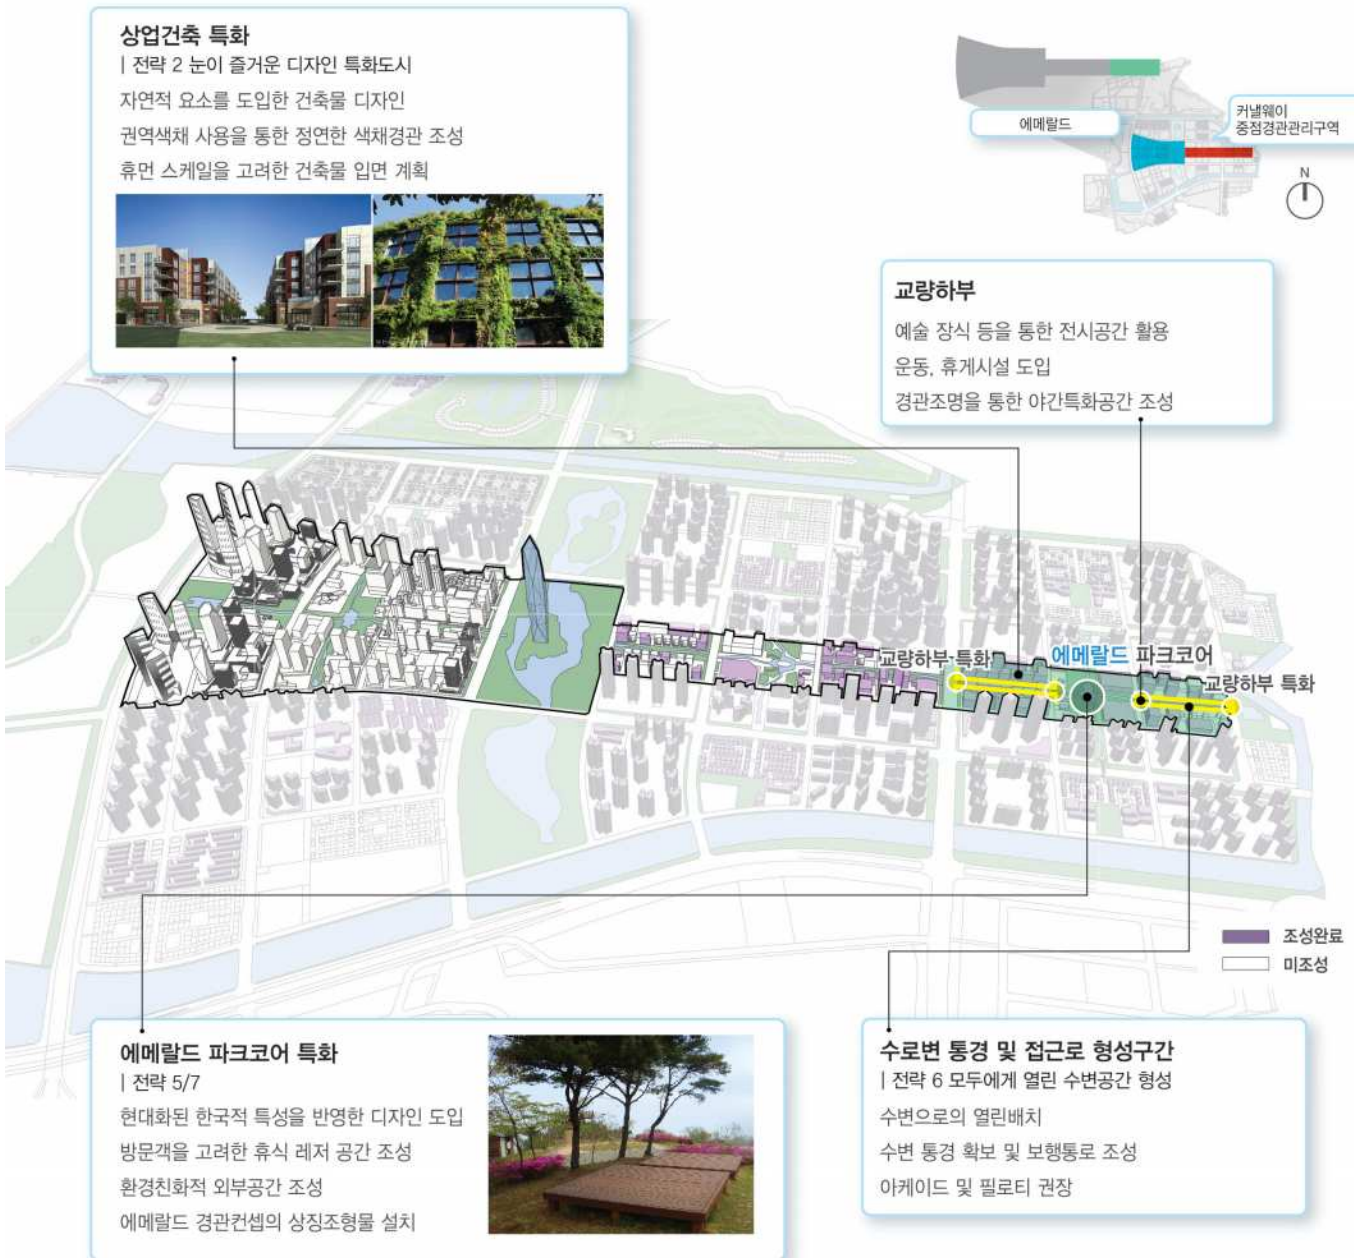 상업건축 특화
| 전략 2 눈이 즐거운 디자인 특화도시
자연적 요소를 도입한 건축물 디자인
권역색채 사용을 통한 정연한 색채경관 조성
휴먼 스케일을 고려한 건축물 입면 계획
에메랄드
커낼웨이
중점경관관리구역
N
교량하부
예술 장식 등을 통한 전시공간 활용
운동, 휴게시설 도입
경관조명을 통한 야간특화공간 조성
교량하부 특화
에메랄드 파크코어
교량하부 특화
조성완료
미조성
에메랄드 파크코어 특화
| 전략 5/7
현대화된 한국적 특성을 반영한 디자인 도입
방문객을 고려한 휴식 레저 공간 조성
환경친화적 외부공간 조성
에메랄드 경관컨셉의 상징조형물 설치
수로변 통경 및 접근로 형성구간
| 전략 6 모두에게 열린 수변공간 형성
수변으로의 열린배치
수변 통경 확보 및 보행통로 조성
아케이드 및 필로티 권장